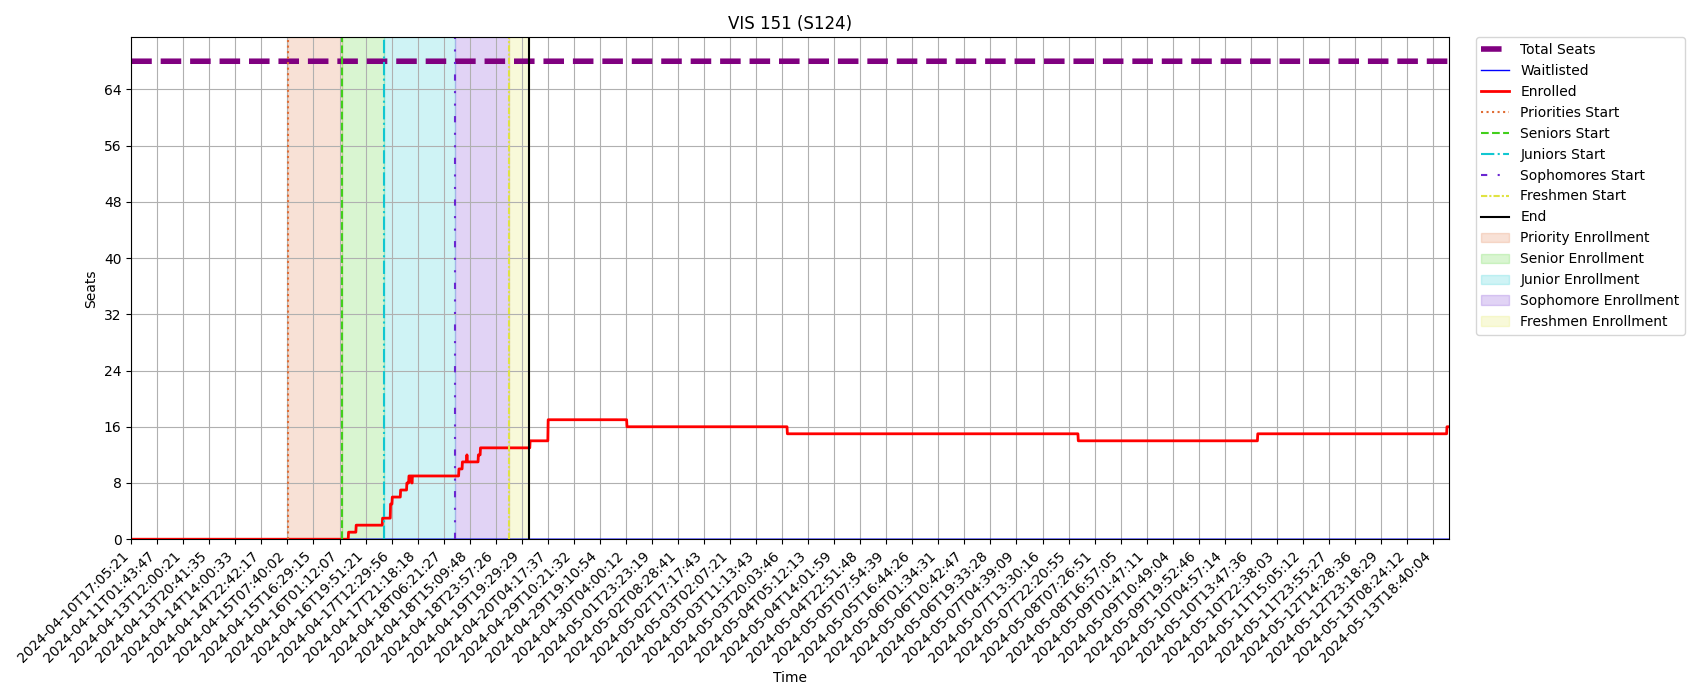 VIS 151 (S124)
Total Seats
Waitlisted
Enrolled
Priorities Start
Seniors Start
Juniors Start
Sophomores Start
Freshmen Start
End
Priority Enrollment
Senior Enrollment
Junior Enrollment
Sophomore Enrollment
Freshmen Enrollment
Seats
64
56
48
40
32
24
16
8
0
2024-04-10T17:05:21
2024-04-11T01:43:47
2024-04-13T12:00:21
2024-04-13T20:41:35
2024-04-14T14:00:33
2024-04-14T22:42:17
2024-04-15T07:40:02
2024-04-15T16:29:15
2024-04-16T01:12:07
2024-04-16T19:51:21
2024-04-17T12:29:56
2024-04-17T21:18:18
2024-04-18T06:21:27
2024-04-18T15:09:48
2024-04-18T23:57:26
2024-04-19T19:29:29
2024-04-20T04:17:37
2024-04-29T10:21:32
2024-04-29T19:10:54
2024-04-30T04:00:12
2024-05-01T23:23:19
2024-05-02T08:28:41
2024-05-02T17:17:43
2024-05-03T02:07:21
2024-05-03T11:13:43
2024-05-03T20:03:46
2024-05-04T05:12:13
2024-05-04T14:01:59
2024-05-04T22:51:48
2024-05-05T07:54:39
2024-05-05T16:44:26
2024-05-06T01:34:31
2024-05-06T10:42:47
2024-05-06T19:33:28
2024-05-07T04:39:09
2024-05-07T13:30:16
2024-05-07T22:20:55
2024-05-08T07:26:51
2024-05-08T16:57:05
2024-05-09T01:47:11
2024-05-09T10:49:04
2024-05-09T19:52:46
2024-05-10T04:57:14
2024-05-10T13:47:36
2024-05-10T22:38:03
2024-05-11T15:05:12
2024-05-11T23:55:27
2024-05-12T14:28:36
2024-05-12T23:18:29
2024-05-13T08:24:12
2024-05-13T18:40:04
Time